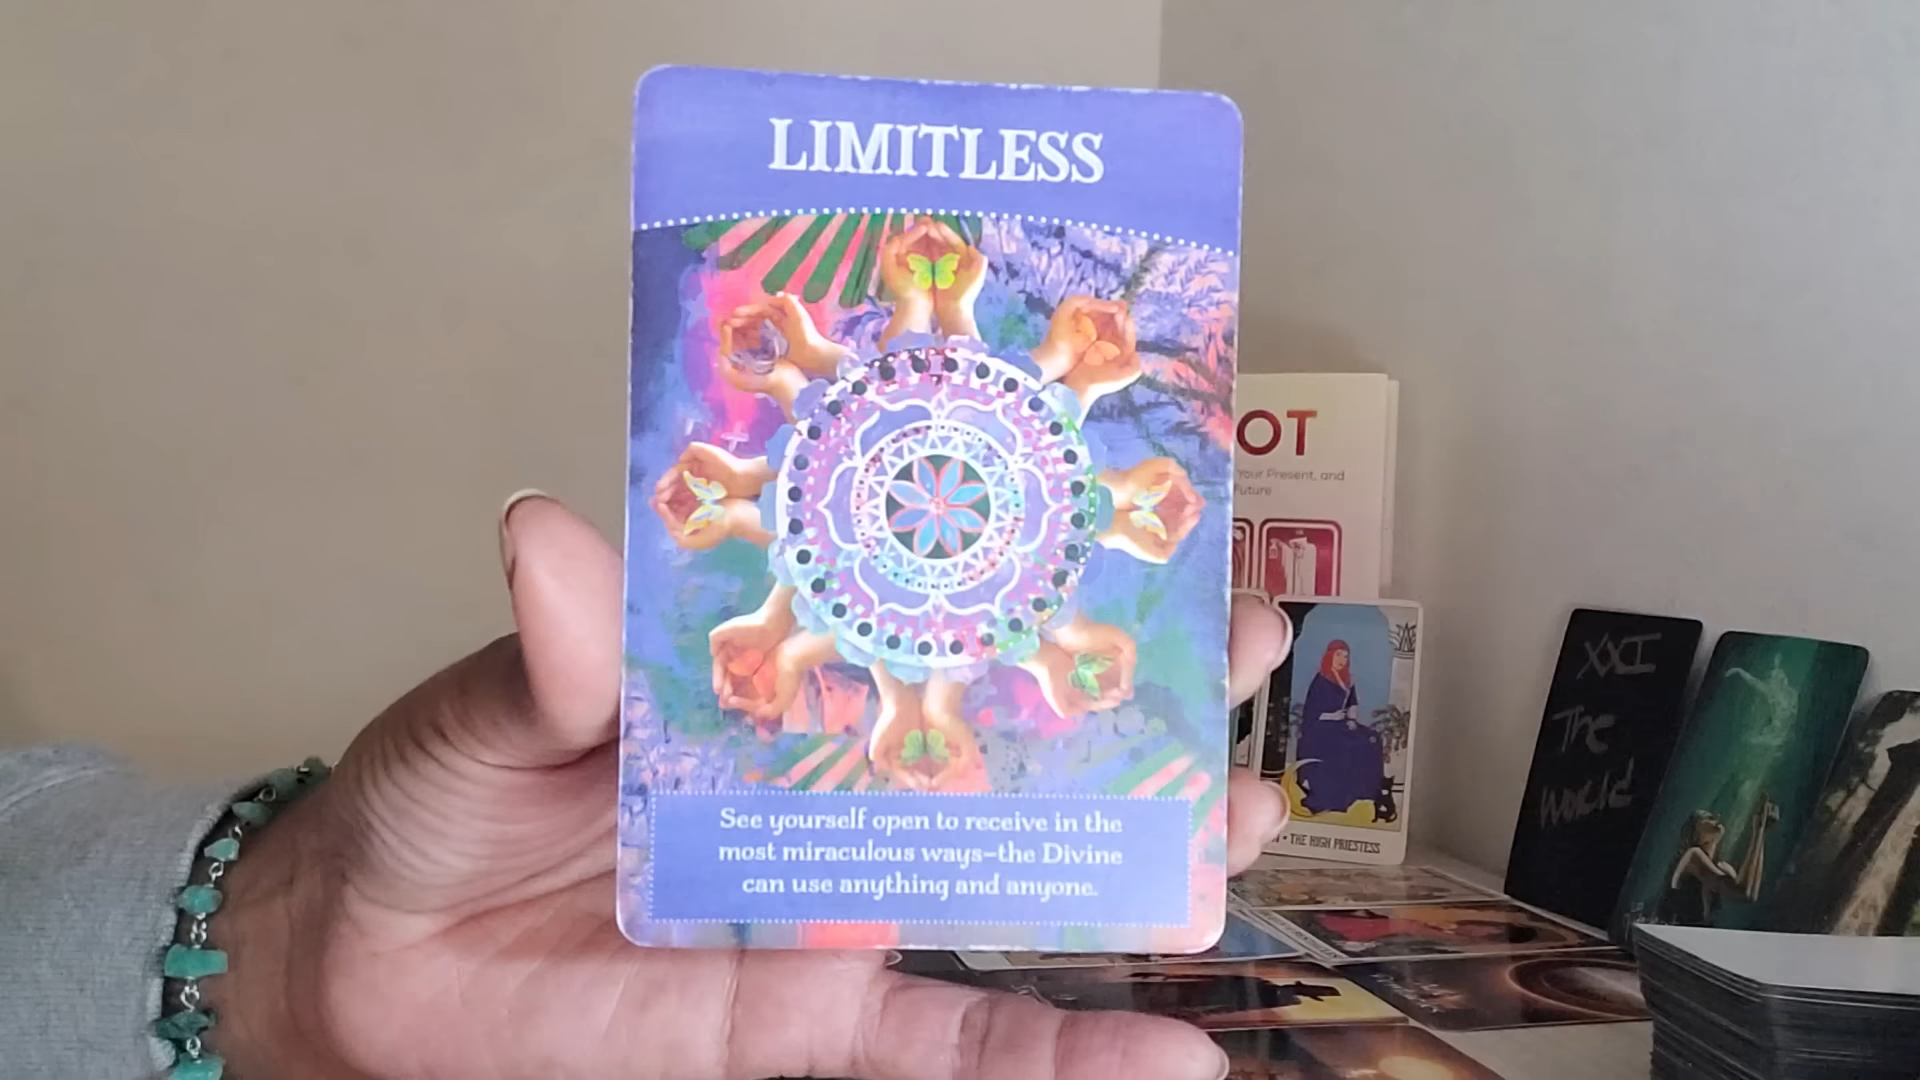 LIMITLESS
See yourself open to receive in the
most miraculous ways–the Divine
can use anything and anyone.
OT
Your Present, and
Future
• THE HIGH PRIESTESS
XXI
The
World